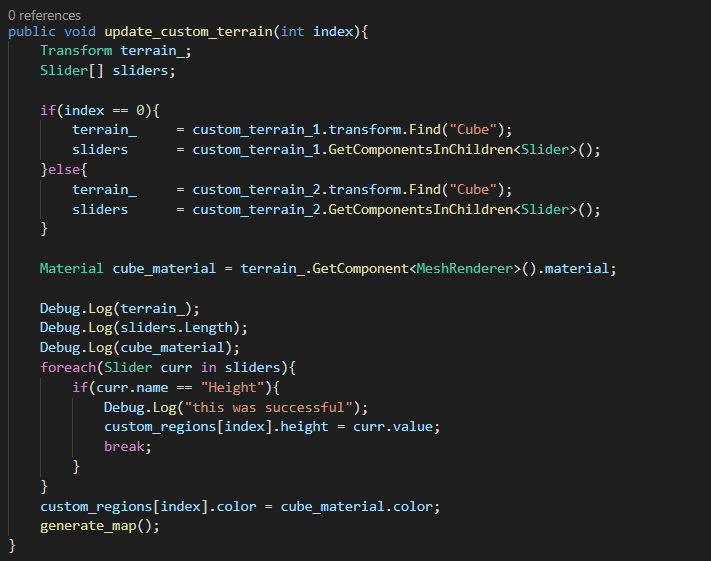 0 references
public void update_custom_terrain(int index){
    Transform terrain_;
    Slider[] sliders;

    if(index == 0){
        terrain_     = custom_terrain_1.transform.Find("Cube");
        sliders      = custom_terrain_1.GetComponentsInChildren<Slider>();
    }else{
        terrain_     = custom_terrain_2.transform.Find("Cube");
        sliders      = custom_terrain_2.GetComponentsInChildren<Slider>();
    }

    Material cube_material = terrain_.GetComponent<MeshRenderer>().material;

    Debug.Log(terrain_);
    Debug.Log(sliders.Length);
    Debug.Log(cube_material);
    foreach(Slider curr in sliders){
        if(curr.name == "Height"){
            Debug.Log("this was successful");
            custom_regions[index].height = curr.value;
            break;
        }
    }
    custom_regions[index].color = cube_material.color;
    generate_map();
}